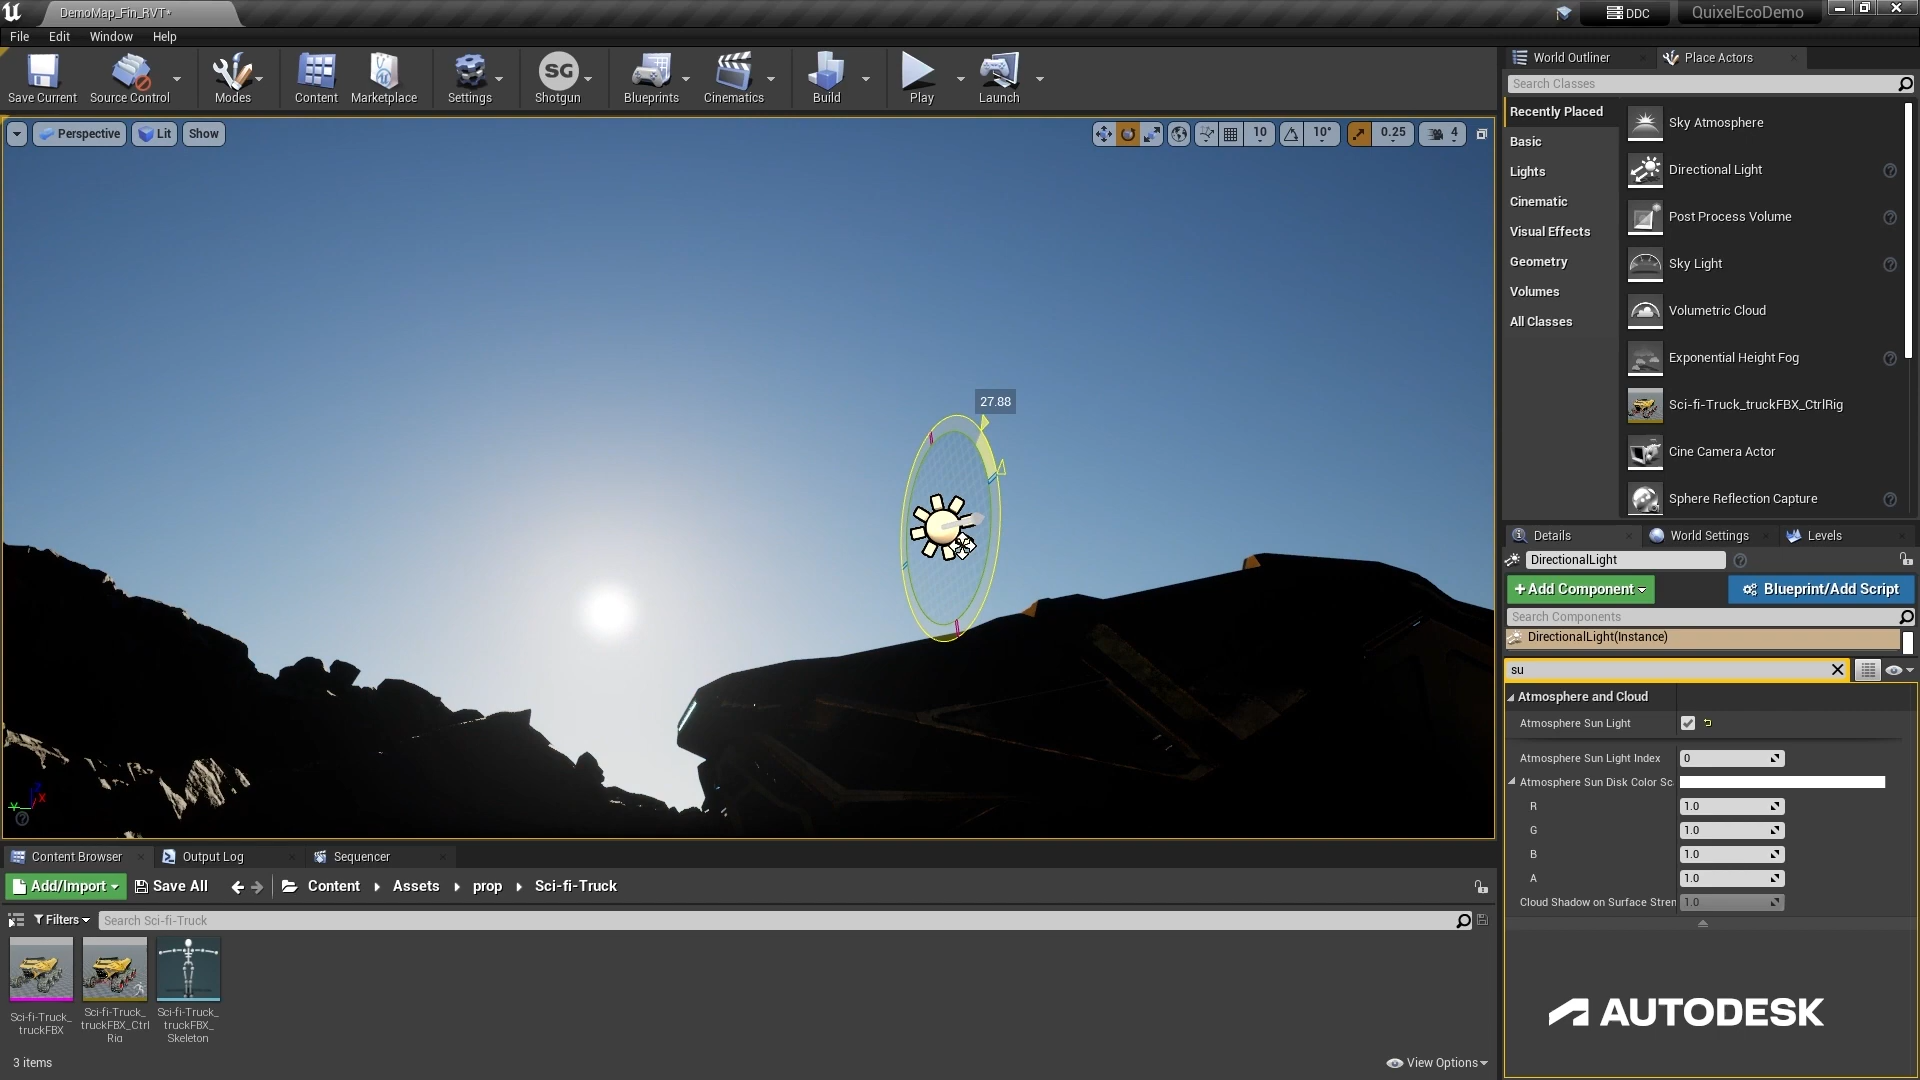 DemoMap_Fin_RVT*
DDC
QuixelEcoDemo
File Edit Window Help
Save Current
Source Control
Modes
Content
Marketplace
Settings
SG
Shotgun
Blueprints
Cinematics
Build
Play
Launch
Perspective
Lit
Show
10
10°
0.25
4
27.88
World Outliner
Place Actors
Search Classes
Recently Placed
Basic
Lights
Cinematic
Visual Effects
Geometry
Volumes
All Classes
Sky Atmosphere
Directional Light
Post Process Volume
Sky Light
Volumetric Cloud
Exponential Height Fog
Sci-fi-Truck_truckFBX_CtrlRig
Cine Camera Actor
Sphere Reflection Capture
Details
World Settings
Levels
DirectionalLight
+Add Component
Blueprint/Add Script
Search Components
DirectionalLight(Instance)
su
Atmosphere and Cloud
Atmosphere Sun Light
Atmosphere Sun Light Index 0
Atmosphere Sun Disk Color Sc
R 1.0
G 1.0
B 1.0
A 1.0
Cloud Shadow on Surface Stren 1.0
AUTODESK
X
Y
Content Browser
Output Log
Sequencer
Add/Import
Save All
Content
Assets
prop
Sci-fi-Truck
Filters
Search Sci-fi-Truck
Sci-fi-Truck_
truckFBX
Sci-fi-Truck_
truckFBX_Ctrl
Rig
Sci-fi-Truck_
truckFBX_
Skeleton
3 items
View Options